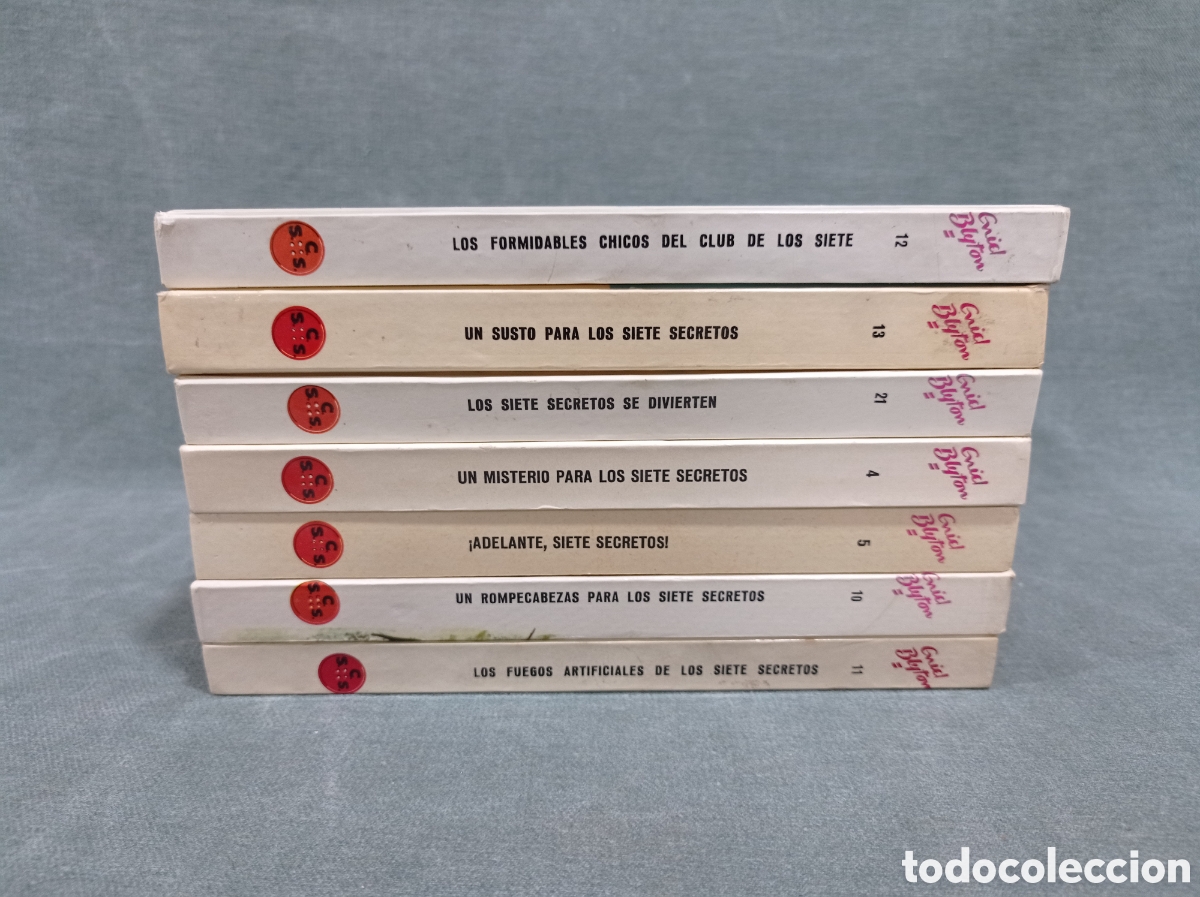 C.S.S.
LOS FORMIDABLES CHICOS DEL CLUB DE LOS SIETE
12
Enid
Blyton
C.S.S.
UN SUSTO PARA LOS SIETE SECRETOS
13
Enid
Blyton
C.S.S.
LOS SIETE SECRETOS SE DIVIERTEN
21
Enid
Blyton
C.S.S.
UN MISTERIO PARA LOS SIETE SECRETOS
4
Enid
Blyton
C.S.S.
¡ADELANTE, SIETE SECRETOS!
5
Enid
Blyton
C.S.S.
UN ROMPECABEZAS PARA LOS SIETE SECRETOS
10
Enid
Blyton
C.S.S.
LOS FUEGOS ARTIFICIALES DE LOS SIETE SECRETOS
11
Enid
Blyton
todocoleccion